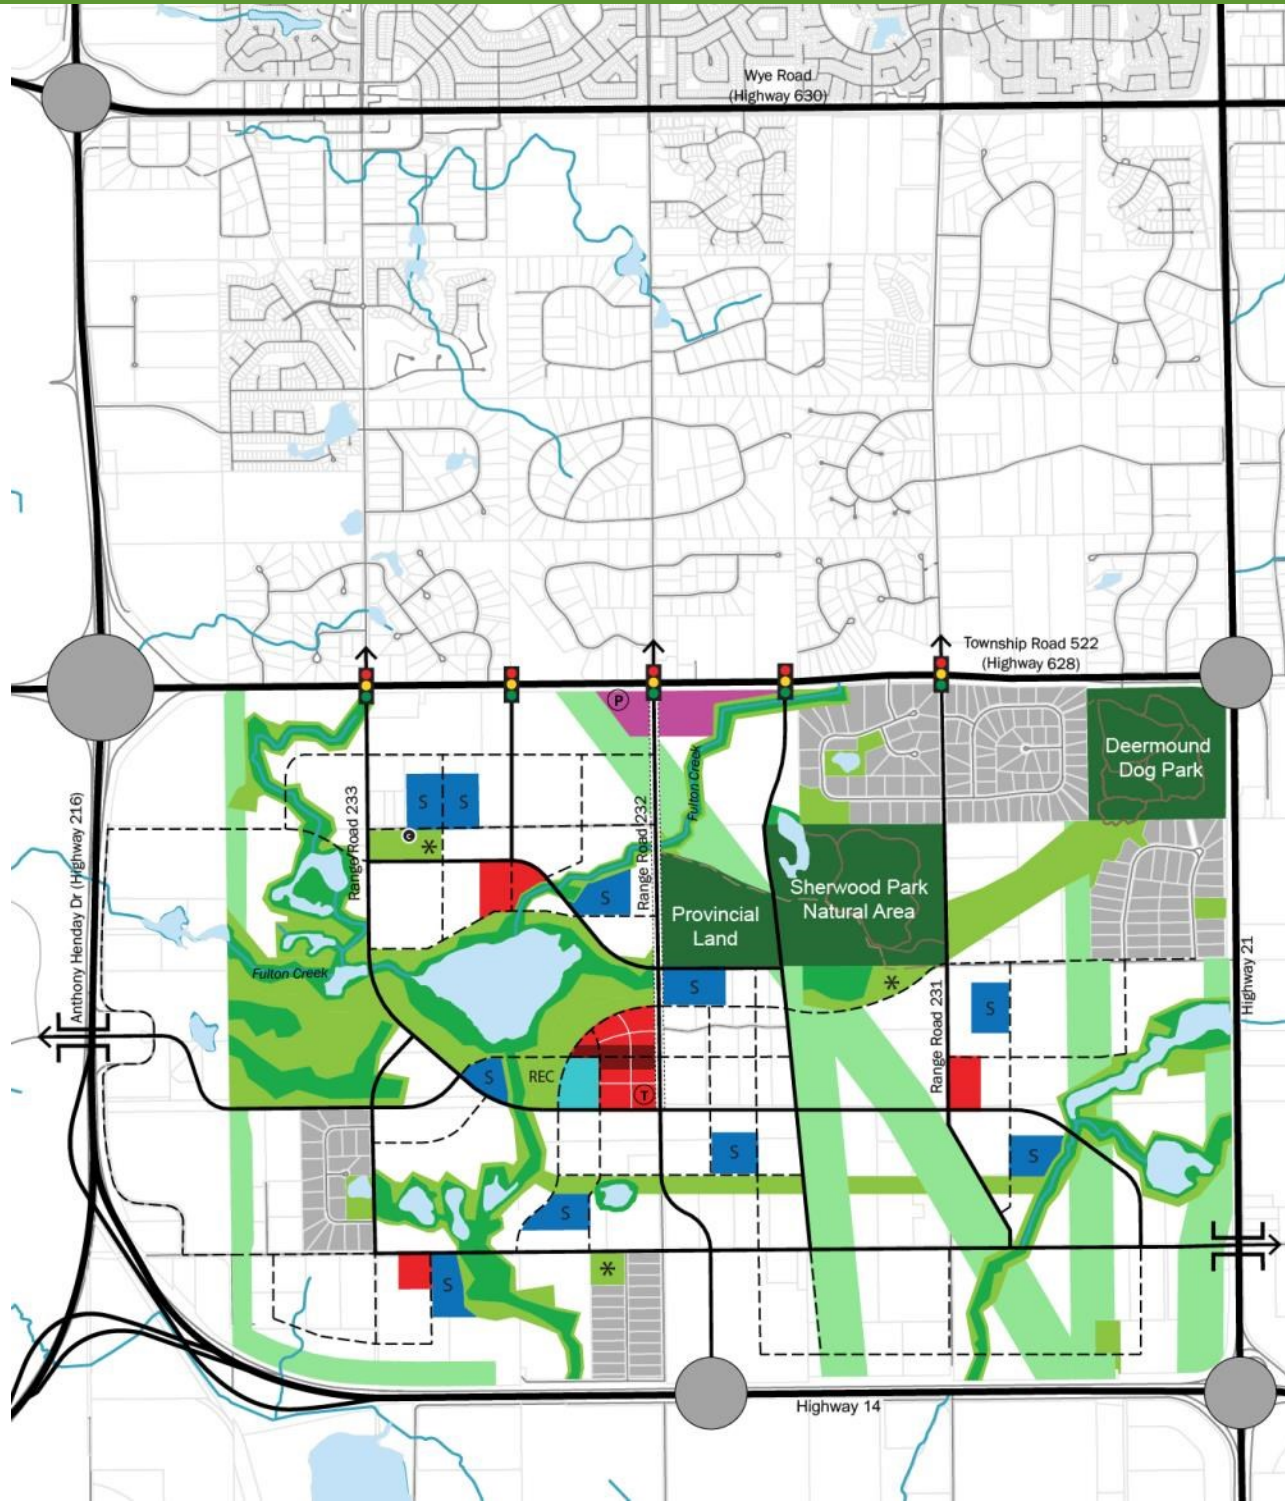 Wye Road
(Highway 630)
Township Road 522
(Highway 628)
P
Deermound
Dog Park
Fulton Creek
Anthony Henday Dr (Highway 216)
Range Road 233
S S
Range Road 232
C
*
Sherwood Park
Natural Area
S
Provincial
Land
Highway 21
Fulton Creek
S
*
Range Road 231
S
S
REC
T
S
S
S
S
*
Highway 14